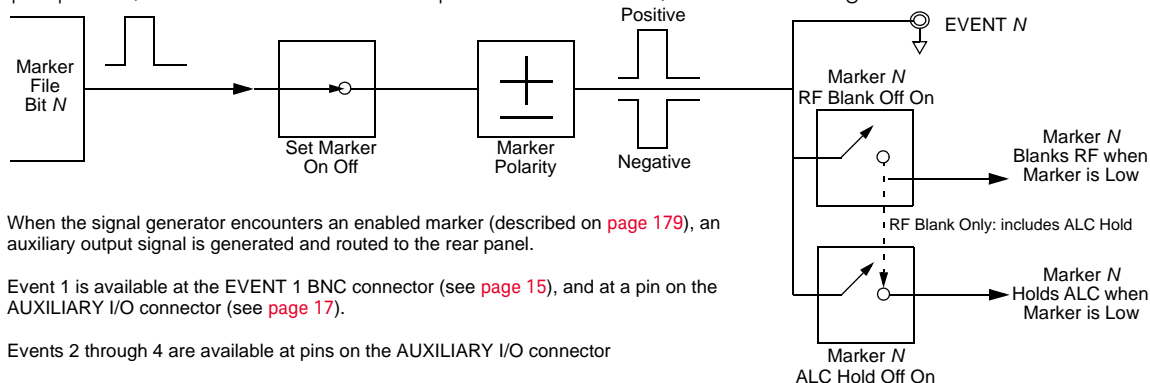 Positive
EVENT N
Marker
File
Bit N
Marker N
RF Blank Off On
Set Marker
On Off
Marker
Polarity
Negative
Marker N
Blanks RF when
Marker is Low
When the signal generator encounters an enabled marker (described on page 179), an
auxiliary output signal is generated and routed to the rear panel.
RF Blank Only: includes ALC Hold
Event 1 is available at the EVENT 1 BNC connector (see page 15), and at a pin on the
AUXILIARY I/O connector (see page 17).
Marker N
Holds ALC when
Marker is Low
Events 2 through 4 are available at pins on the AUXILIARY I/O connector
Marker N
ALC Hold Off On